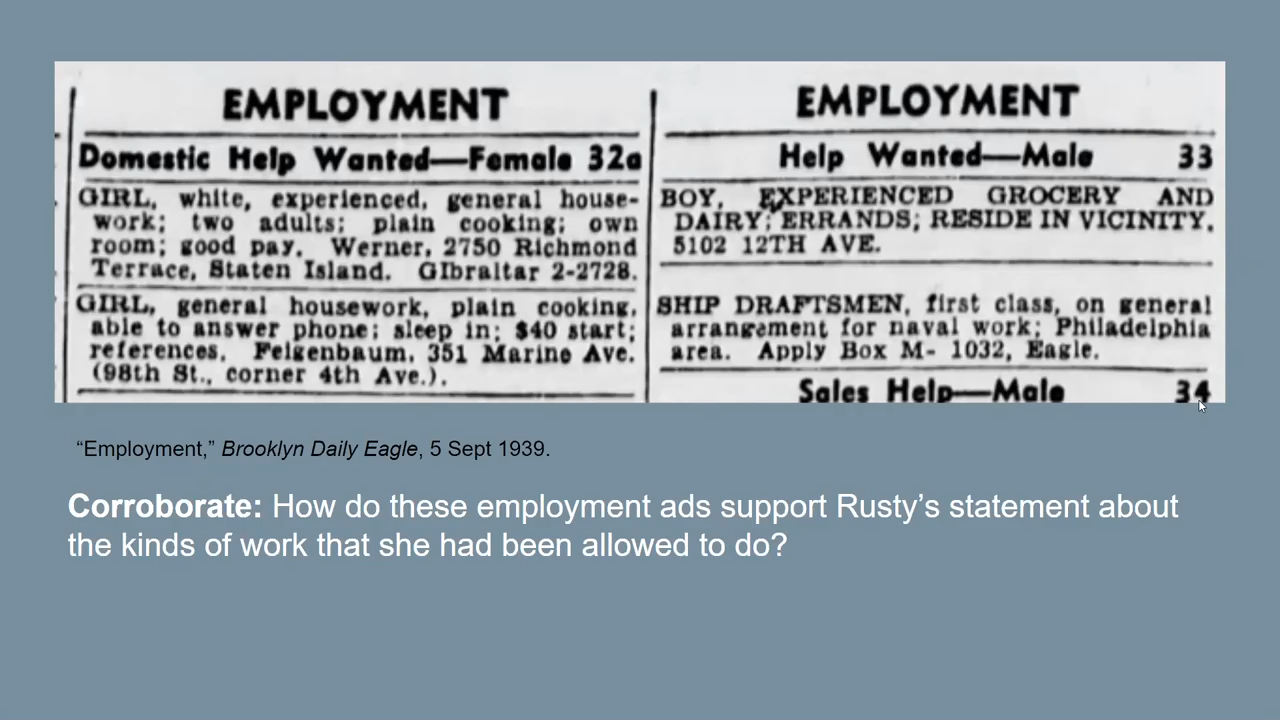 EMPLOYMENT
Domestic Help Wanted—Female 32a
GIRL, white, experienced, general house-
work; two adults; plain cooking; own
room; good pay. Werner, 2750 Richmond
Terrace, Staten Island. GIbraltar 2-2728.
GIRL, general housework, plain cooking,
able to answer phone; sleep in; $40 start;
references. Felgenbaum, 351 Marine Ave.
(98th St., corner 4th Ave.).
EMPLOYMENT
Help Wanted—Male 33
BOY, EXPERIENCED GROCERY AND
DAIRY; ERRANDS; RESIDE IN VICINITY.
5102 12TH AVE.
SHIP DRAFTSMEN, first class, on general
arrangement for naval work; Philadelphia
area. Apply Box M- 1032, Eagle.
Sales Help—Male 34
“Employment,” Brooklyn Daily Eagle, 5 Sept 1939.
Corroborate: How do these employment ads support Rusty’s statement about
the kinds of work that she had been allowed to do?